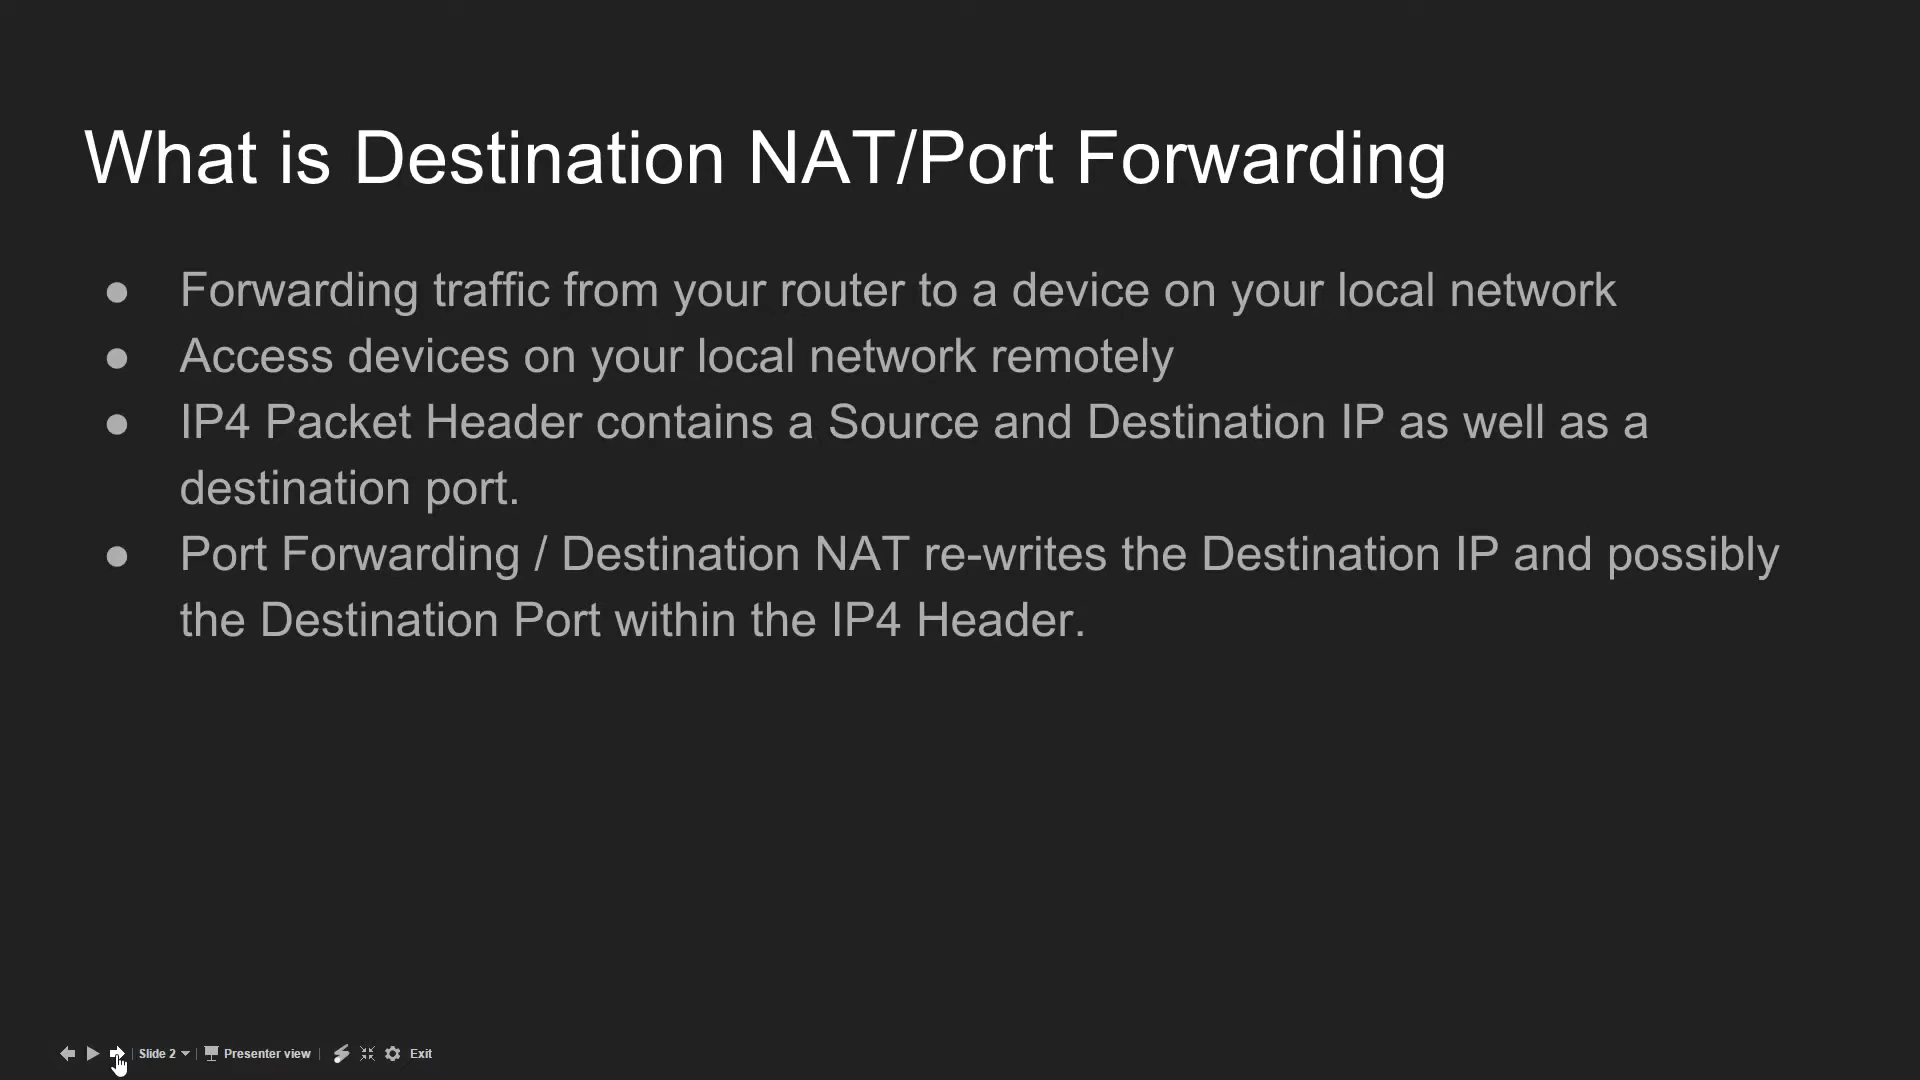 What is Destination NAT/Port Forwarding
● Forwarding traffic from your router to a device on your local network
● Access devices on your local network remotely
● IP4 Packet Header contains a Source and Destination IP as well as a
destination port.
● Port Forwarding / Destination NAT re-writes the Destination IP and possibly
the Destination Port within the IP4 Header.
Slide 2 Presenter view Exit